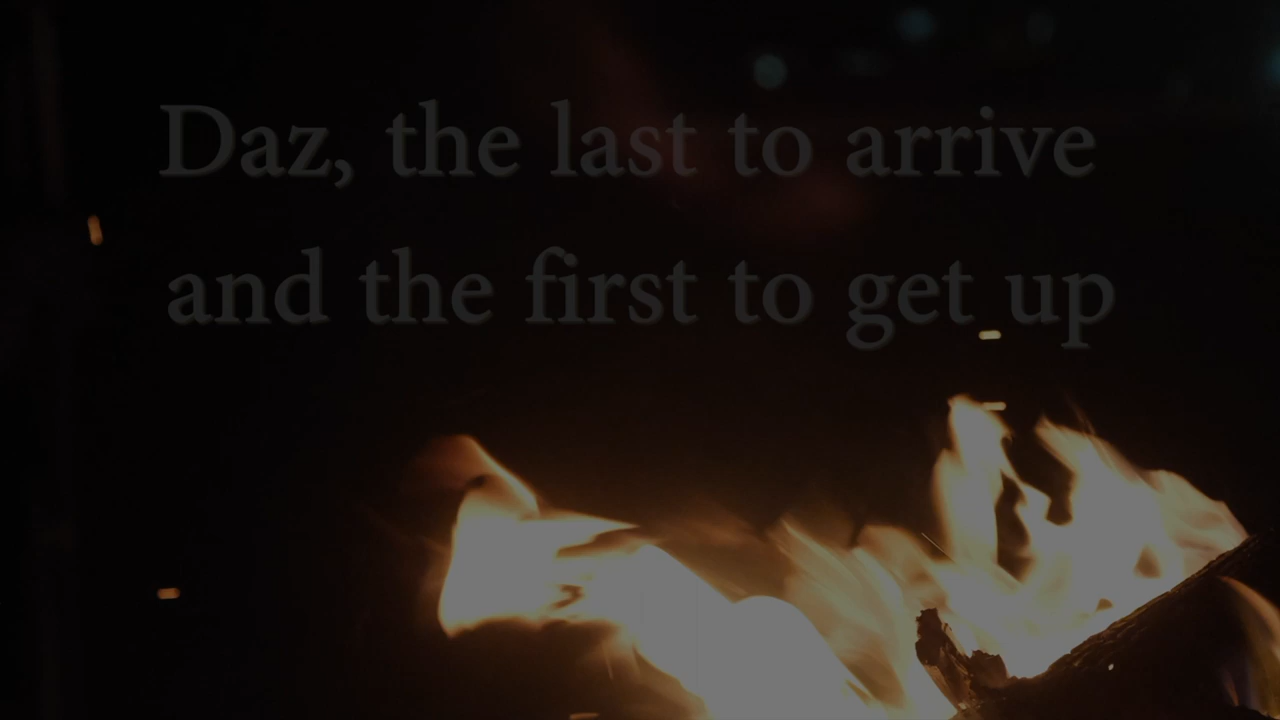 Daz, the last to arrive
and the first to get up